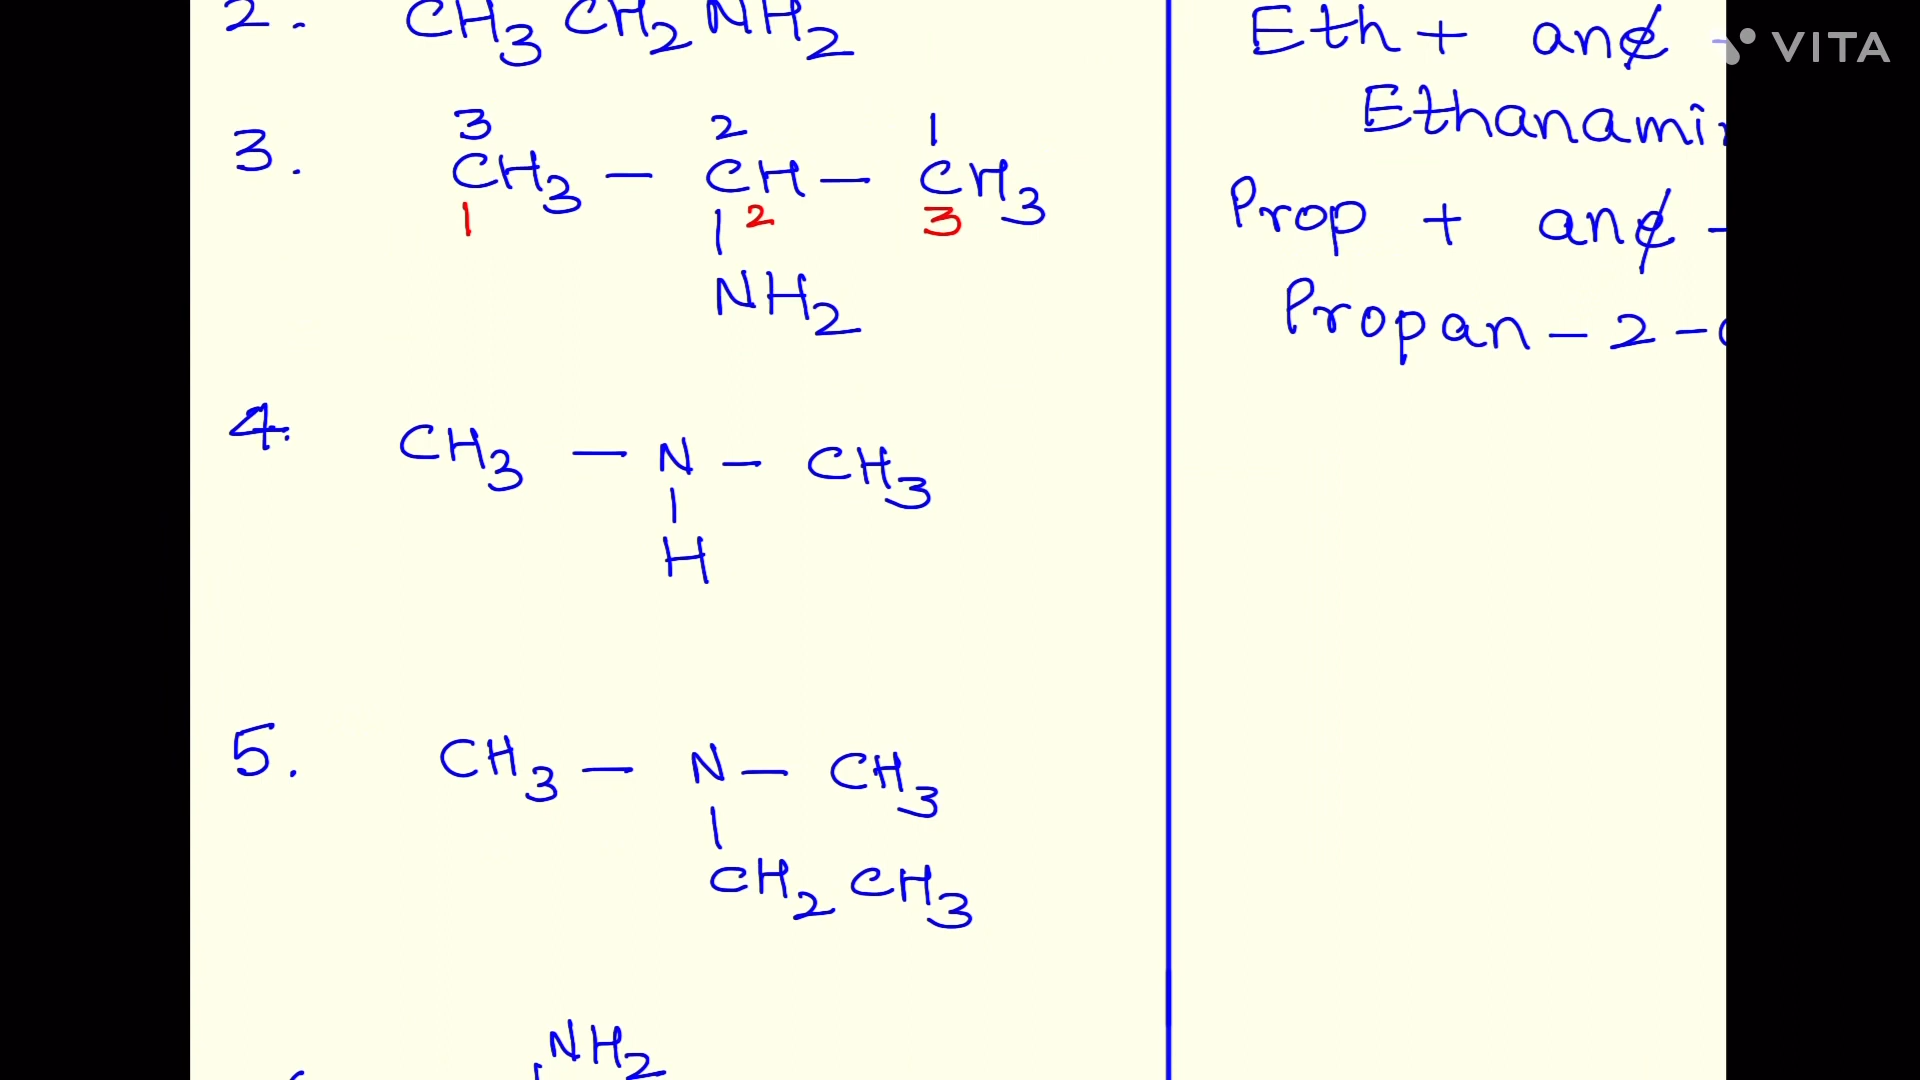 2. CH3 CH2 NH2
Eth + ane
VITA
Ethanami
3 2 1
3. CH3 - CH - CH3
1 2 3
NH2
Prop + ane -
Propan - 2 -
4. CH3 - N - CH3
H
5. CH3 - N - CH3
CH2 CH3
NH2